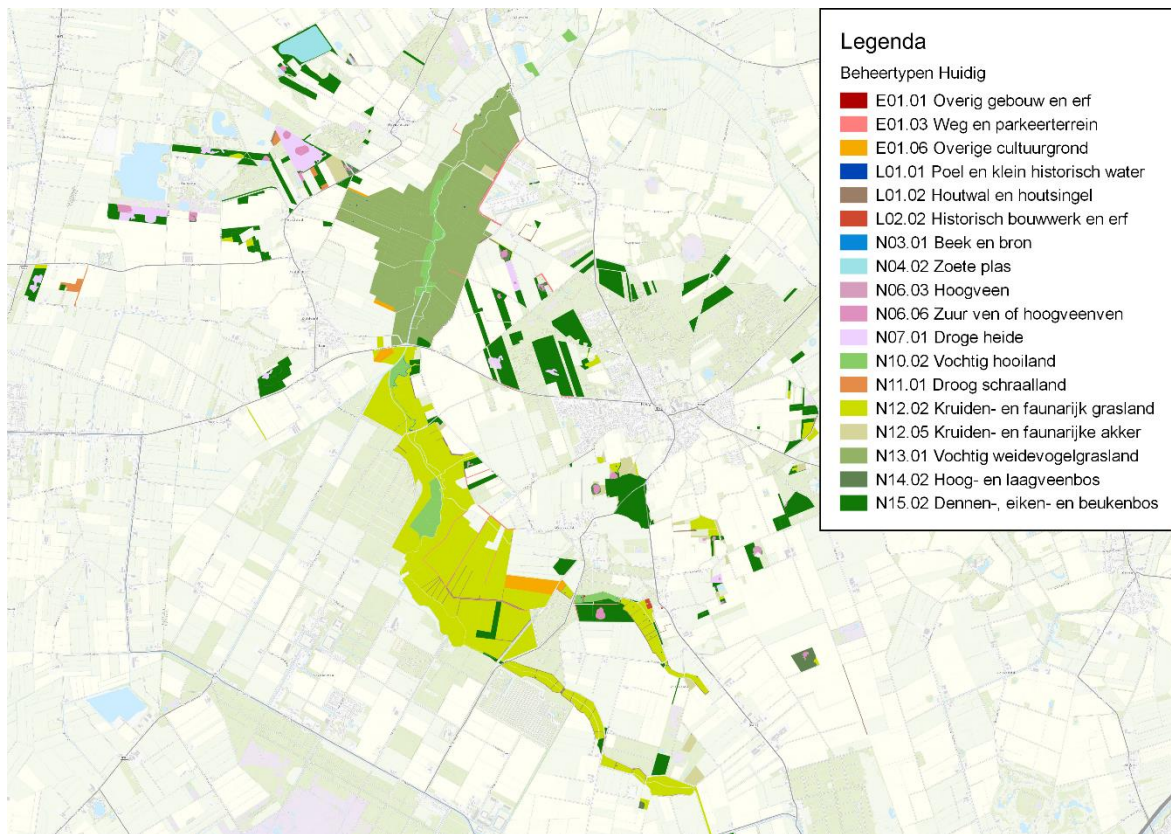 Legenda
Beheertypen Huidig
E01.01 Overig gebouw en erf
E01.03 Weg en parkeerterrein
E01.06 Overige cultuurgrond
L01.01 Poel en klein historisch water
L01.02 Houtwal en houtsingel
L02.02 Historisch bouwwerk en erf
N03.01 Beek en bron
N04.02 Zoete plas
N06.03 Hoogveen
N06.06 Zuur ven of hoogveenven
N07.01 Droge heide
N10.02 Vochtig hooiland
N11.01 Droog schraalland
N12.02 Kruiden- en faunarijk grasland
N12.05 Kruiden- en faunarijke akker
N13.01 Vochtig weidevogelgrasland
N14.02 Hoog- en laagveenbos
N15.02 Dennen-, eiken- en beukenbos